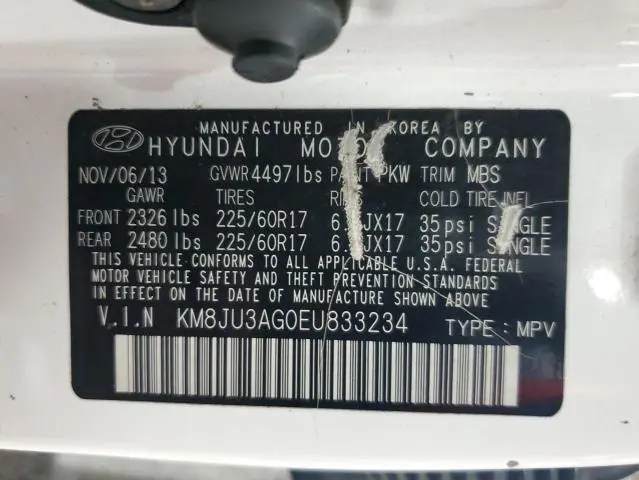 MANUFACTURED IN KOREA BY
HYUNDAI MOTOR COMPANY
NOV/06/13 GVWR 4497lbs PAINT PKW TRIM MBS
GAWR TIRES COLD TIRE INFL
FRONT 2326 lbs 225/60R17 JX17 35psi SINGLE
REAR 2480 lbs 225/60R17 JX17 35psi SINGLE
THIS VEHICLE CONFORMS TO ALL APPLICABLE U.S.A. FEDERAL
MOTOR VEHICLE SAFETY AND THEFT PREVENTION STANDARDS
IN EFFECT ON THE DATE OF MANUFACTURE SHOWN ABOVE.
V.I.N KM8JU3AG0EU833234 TYPE: MPV